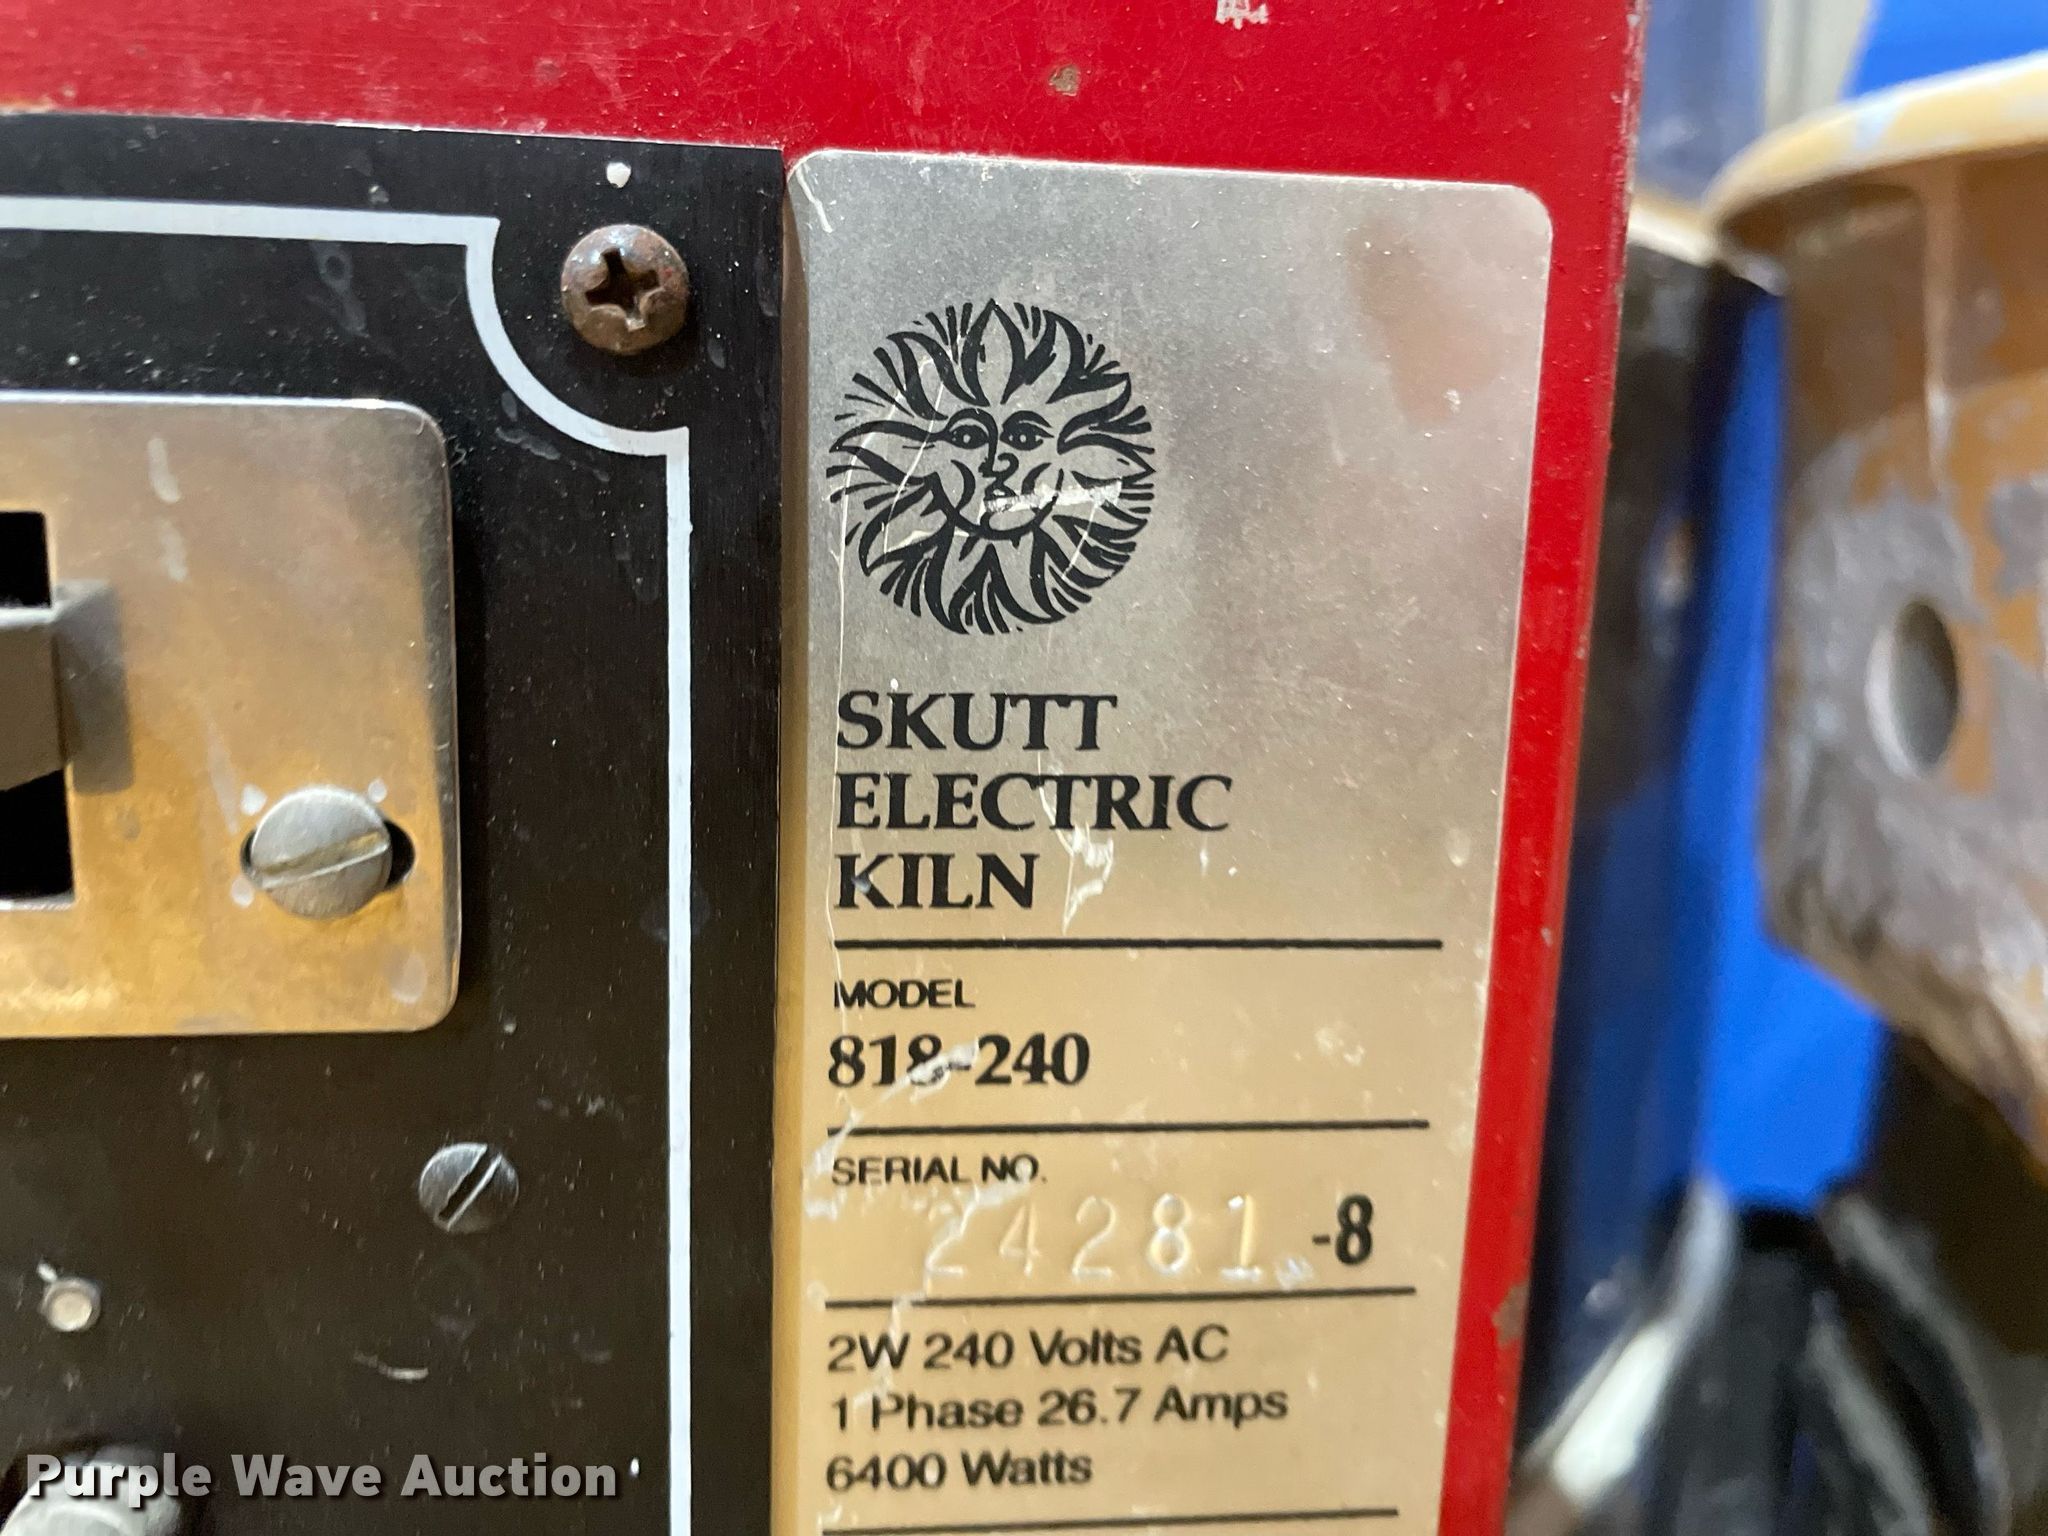 SKUTT
ELECTRIC
KILN
MODEL
818-240
SERIAL NO.
24281-8
2W 240 Volts AC
1 Phase 26.7 Amps
6400 Watts
Purple Wave Auction